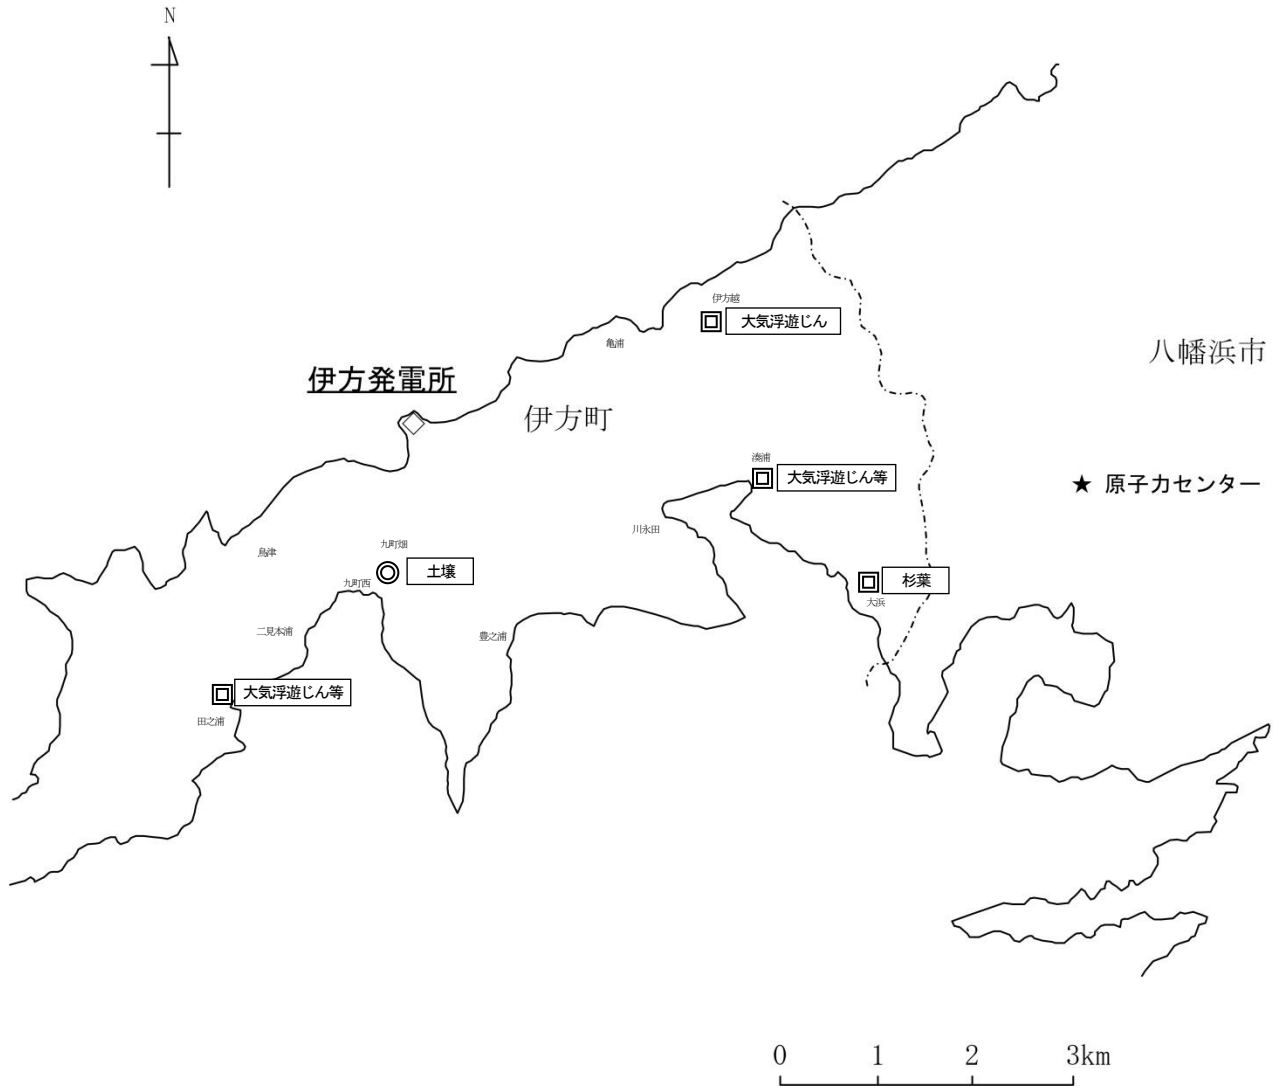 N
伊方越
大気浮遊じん
亀浦
八幡浜市
伊方発電所
伊方町
湊浦
大気浮遊じん等
★ 原子力センター
川永田
鳥津
九町畑
土壌
九町西
杉葉
大浜
二見本浦
豊之浦
大気浮遊じん等
田之浦
0 1 2 3km